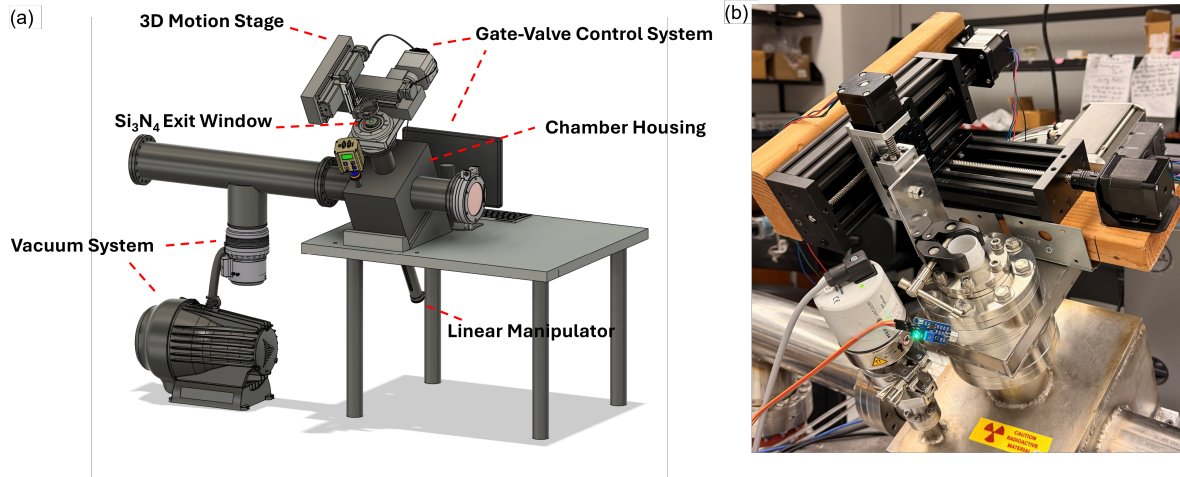 (a)
3D Motion Stage
Gate-Valve Control System
Si₃N₄ Exit Window
Chamber Housing
Vacuum System
Linear Manipulator
(b)
CAUTION
RADIOACTIVE
MATERIAL